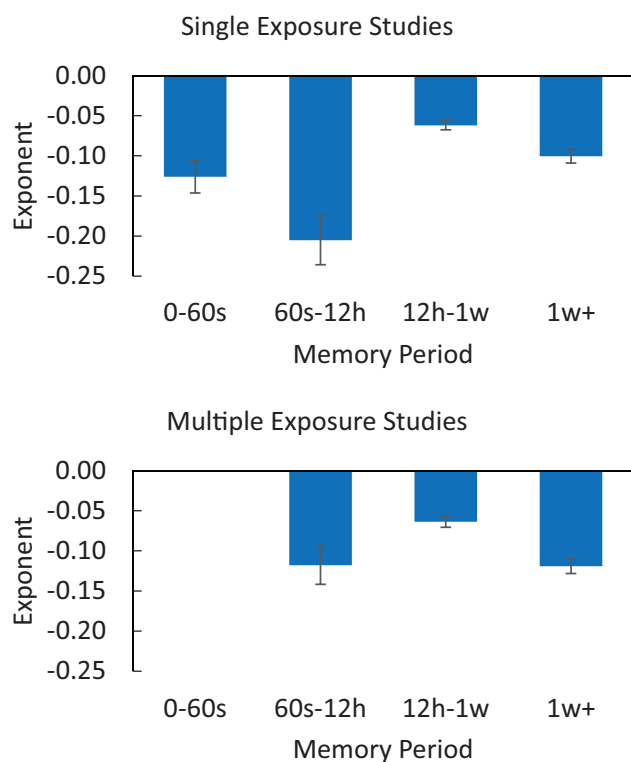 Single Exposure Studies
0.00
-0.05
-0.10
-0.15
-0.20
-0.25
Exponent
0-60s 60s-12h 12h-1w 1w+
Memory Period
Multiple Exposure Studies
0.00
-0.05
-0.10
-0.15
-0.20
-0.25
Exponent
0-60s 60s-12h 12h-1w 1w+
Memory Period